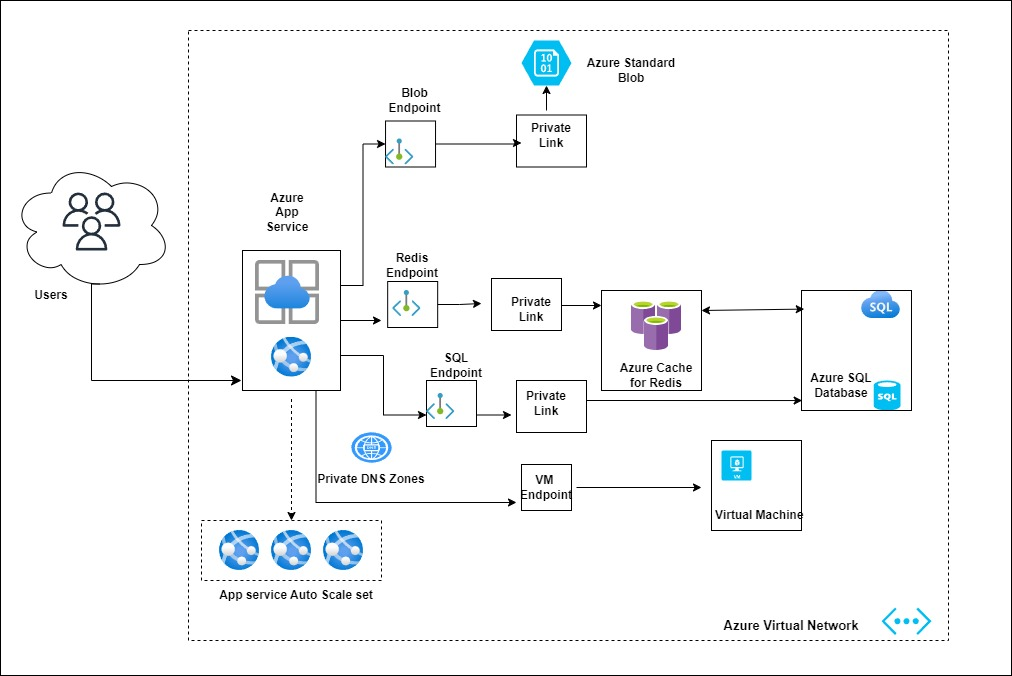 Azure Standard
Blob
10
01
Blob
Endpoint
Private
Link
Azure
App
Service
Users
Redis
Endpoint
Private
Link
SQL
Azure Cache
for Redis
SQL
Endpoint
Azure SQL
Database
SQL
Private
Link
Private DNS Zones
VM
Endpoint
VM
Virtual Machine
App service Auto Scale set
Azure Virtual Network